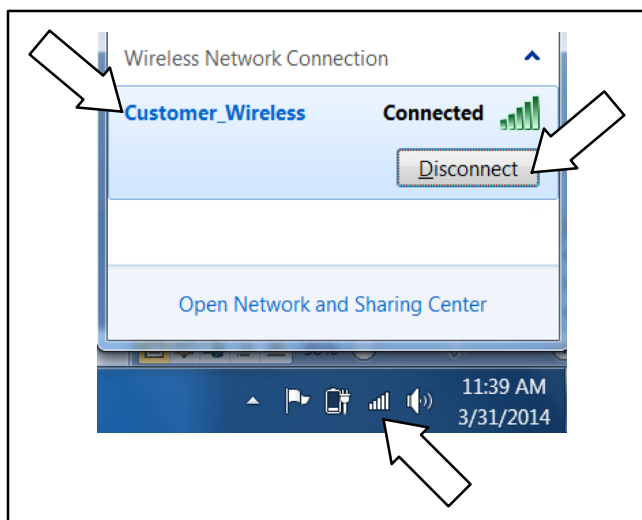 Wireless Network Connection
Customer_Wireless Connected
Disconnect
Open Network and Sharing Center
11:39 AM
3/31/2014